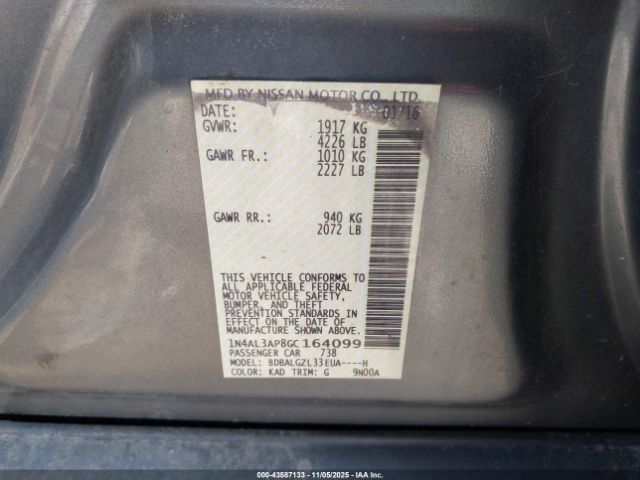 MFD BY NISSAN MOTOR CO., LTD.
DATE: 01/16
GVWR: 1917 KG
4226 LB
GAWR FR.: 1010 KG
2227 LB
GAWR RR.: 940 KG
2072 LB
THIS VEHICLE CONFORMS TO
ALL APPLICABLE FEDERAL
MOTOR VEHICLE SAFETY,
BUMPER, AND THEFT
PREVENTION STANDARDS
IN EFFECT ON THE DATE OF
MANUFACTURE SHOWN ABOVE.
1N4AL3AP8GC164099
PASSENGER CAR 738
MODEL: BDBALGZL33EUA----H
COLOR: KAD TRIM: G 9N00A
000-43587133 - 11/05/2025 - IAA Inc.